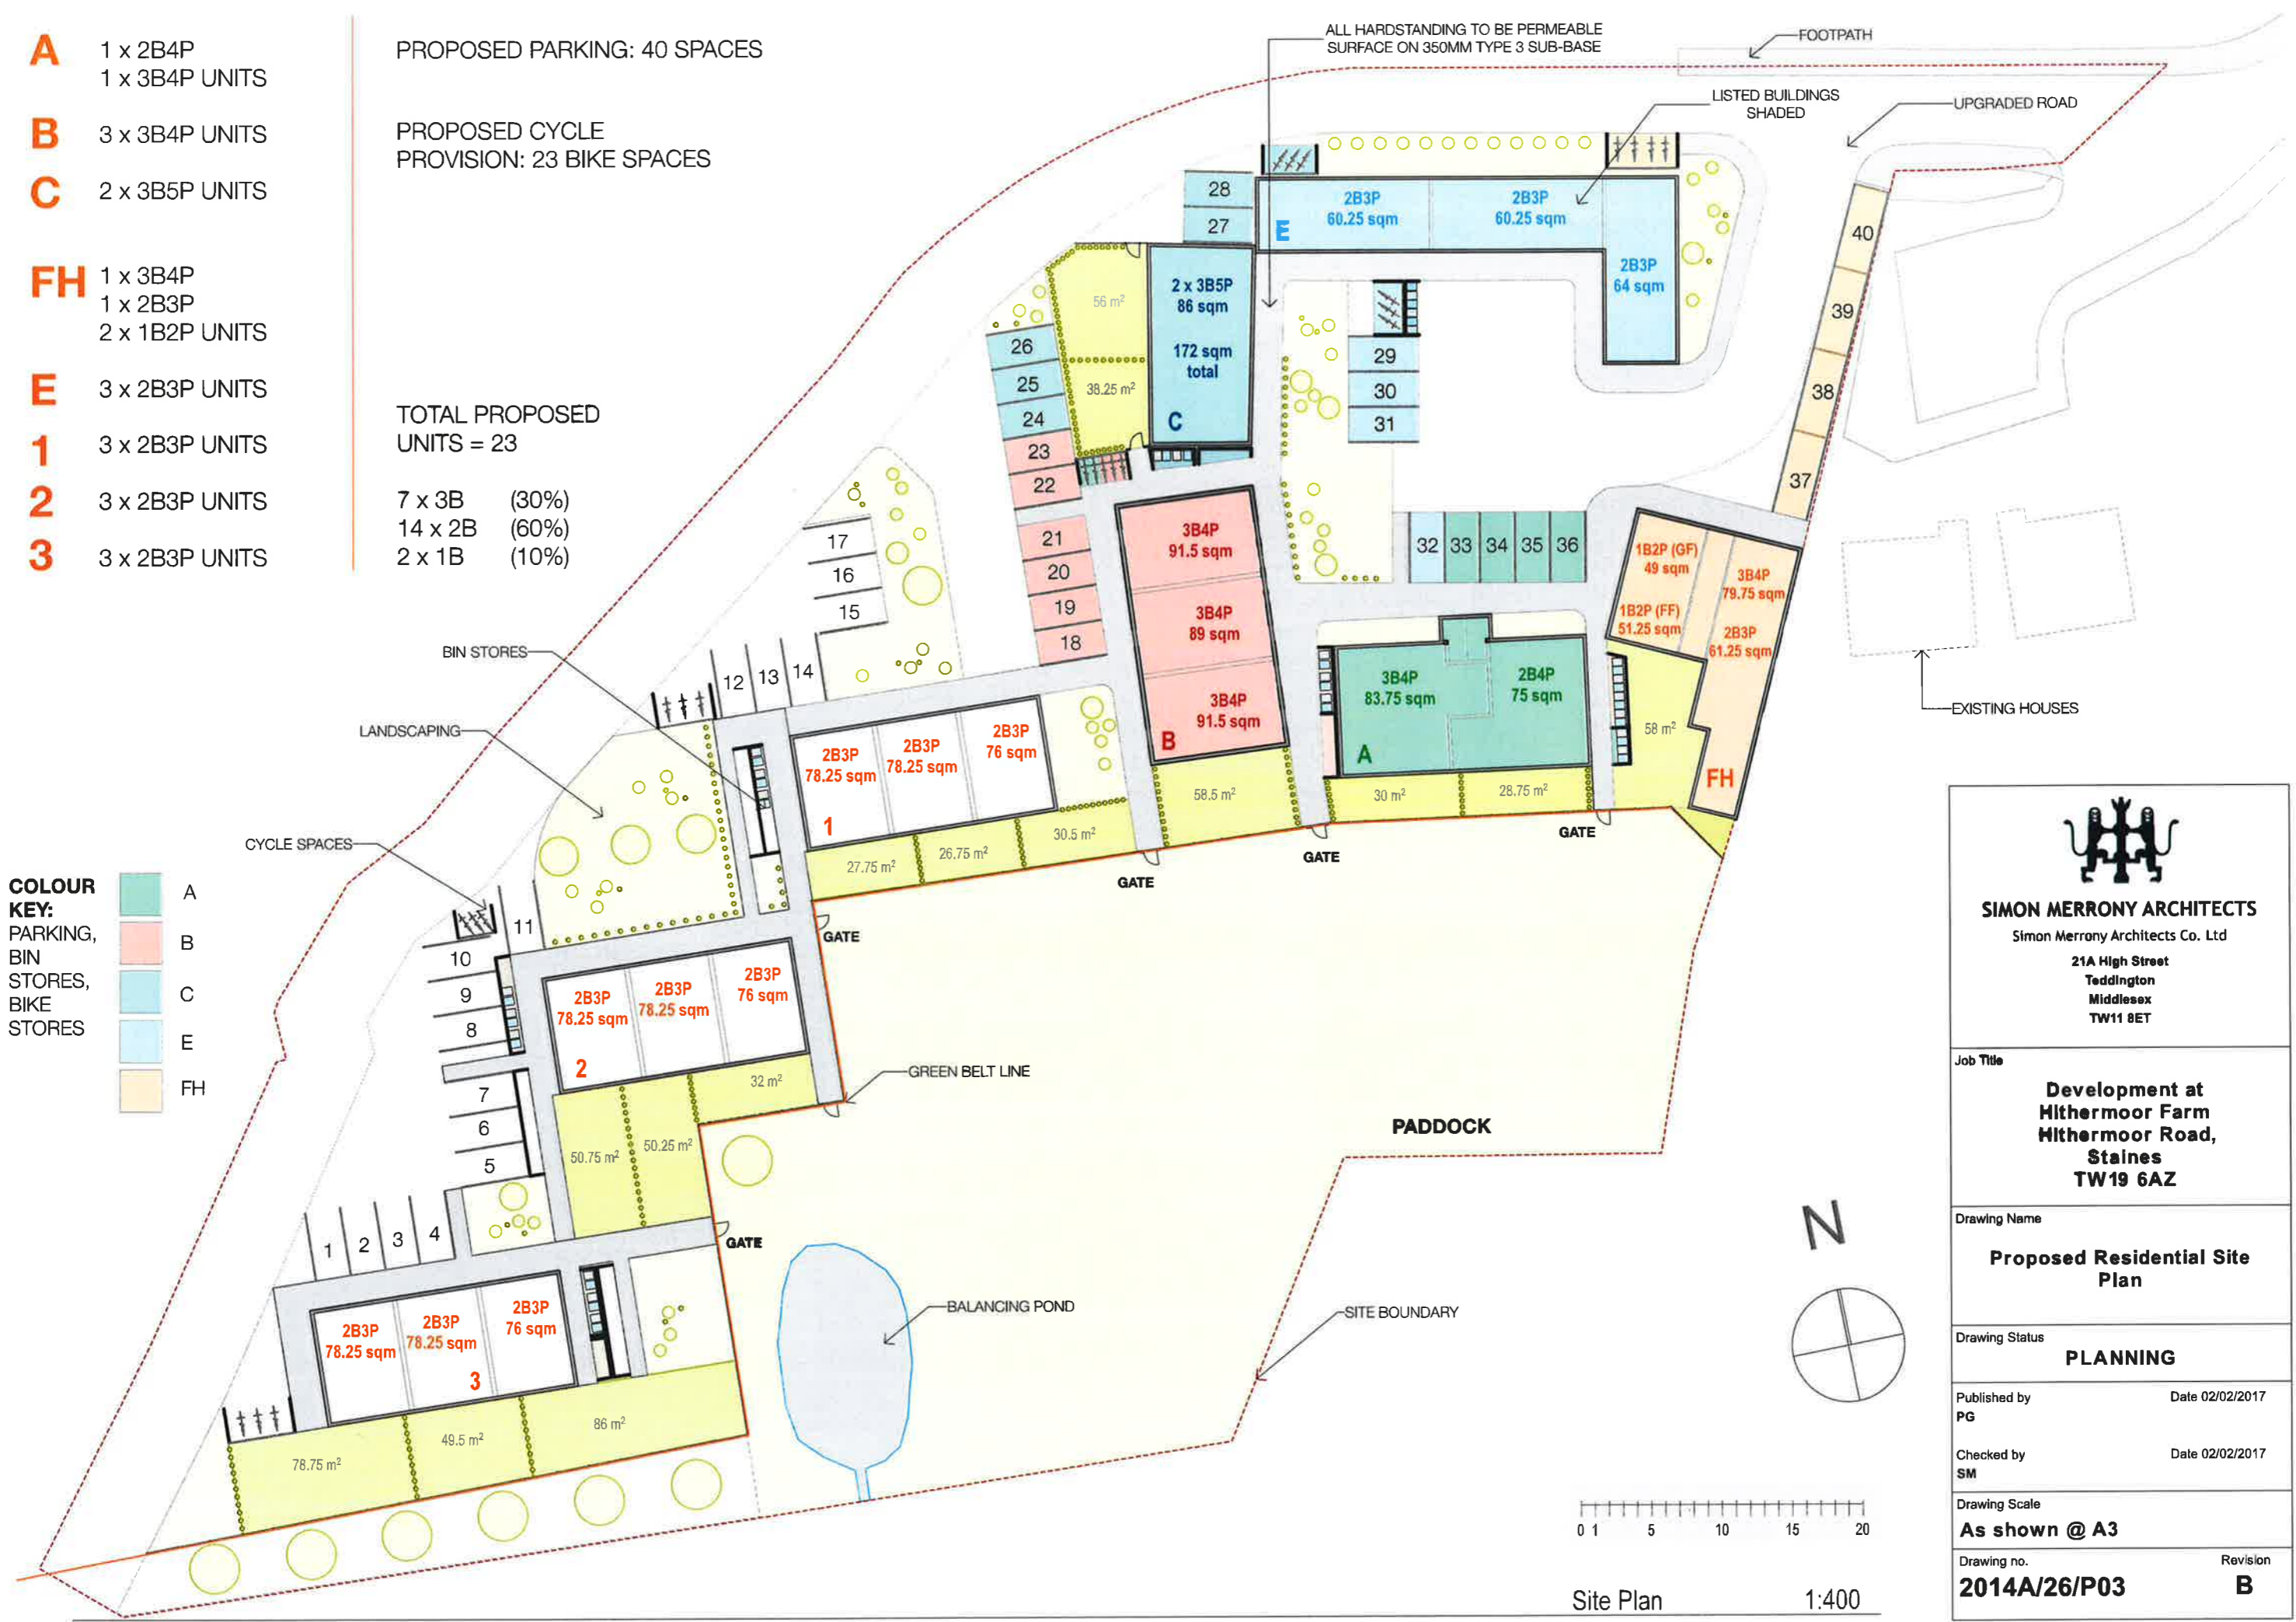 A
1 x 2B4P
1 x 3B4P UNITS
B
3 x 3B4P UNITS
C
2 x 3B5P UNITS
FH
1 x 3B4P
1 x 2B3P
2 x 1B2P UNITS
E
3 x 2B3P UNITS
1
3 x 2B3P UNITS
2
3 x 2B3P UNITS
3
3 x 2B3P UNITS
PROPOSED PARKING: 40 SPACES
PROPOSED CYCLE
PROVISION: 23 BIKE SPACES
TOTAL PROPOSED
UNITS = 23
7 x 3B (30%)
14 x 2B (60%)
2 x 1B (10%)
ALL HARDSTANDING TO BE PERMEABLE
SURFACE ON 350MM TYPE 3 SUB-BASE
FOOTPATH
LISTED BUILDINGS
SHADED
UPGRADED ROAD
28
27
E
2B3P
60.25 sqm
2B3P
60.25 sqm
2B3P
64 sqm
40
39
38
37
56 m²
38.25 m²
2 x 3B5P
86 sqm
172 sqm
total
C
26
25
24
23
22
21
20
19
18
29
30
31
32
33
34
35
36
17
16
15
12
13
14
3B4P
91.5 sqm
3B4P
89 sqm
3B4P
91.5 sqm
B
3B4P
83.75 sqm
2B4P
75 sqm
A
1B2P (GF)
49 sqm
1B2P (FF)
51.25 sqm
3B4P
79.75 sqm
2B3P
61.25 sqm
FH
58 m²
EXISTING HOUSES
BIN STORES
LANDSCAPING
CYCLE SPACES
2B3P
78.25 sqm
2B3P
78.25 sqm
2B3P
76 sqm
1
27.75 m²
26.75 m²
30.5 m²
58.5 m²
30 m²
28.75 m²
GATE
GATE
GATE
GATE
11
10
9
8
7
6
5
2B3P
78.25 sqm
2B3P
78.25 sqm
2B3P
76 sqm
2
32 m²
50.75 m²
50.25 m²
GREEN BELT LINE
PADDOCK
GATE
1
2
3
4
2B3P
78.25 sqm
2B3P
78.25 sqm
2B3P
76 sqm
3
78.75 m²
49.5 m²
86 m²
BALANCING POND
SITE BOUNDARY
COLOUR
KEY:
PARKING,
BIN
STORES,
BIKE
STORES
A
B
C
E
FH
N
0 1 5 10 15 20
Site Plan 1:400
SIMON MERRONY ARCHITECTS
Simon Merrony Architects Co. Ltd
21A High Street
Teddington
Middlesex
TW11 8ET
Job Title
Development at
Hithermoor Farm
Hithermoor Road,
Staines
TW19 6AZ
Drawing Name
Proposed Residential Site
Plan
Drawing Status
PLANNING
Published by Date 02/02/2017
PG
Checked by Date 02/02/2017
SM
Drawing Scale
As shown @ A3
Drawing no. Revision
2014A/26/P03 B